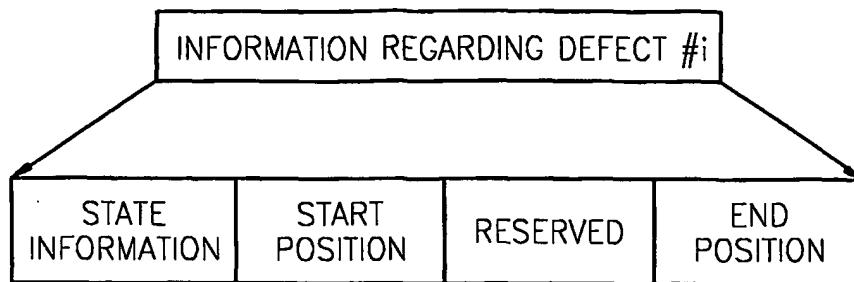 INFORMATION REGARDING DEFECT #i
STATE INFORMATION
START POSITION
RESERVED
END POSITION